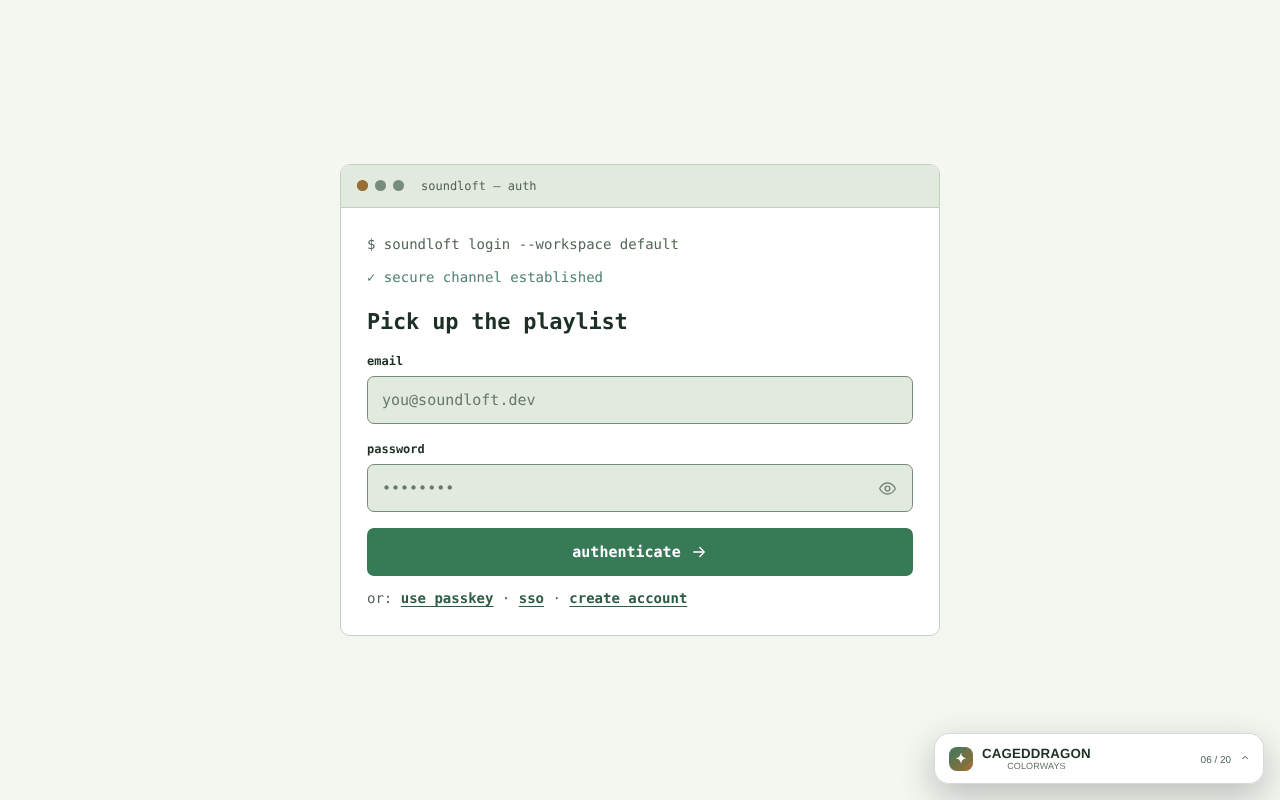 soundloft — auth
$ soundloft login --workspace default
✓ secure channel established
Pick up the playlist
email
you@soundloft.dev
password
••••••••
authenticate →
or: use passkey · sso · create account
CAGEDDRAGON
COLORWAYS
06 / 20